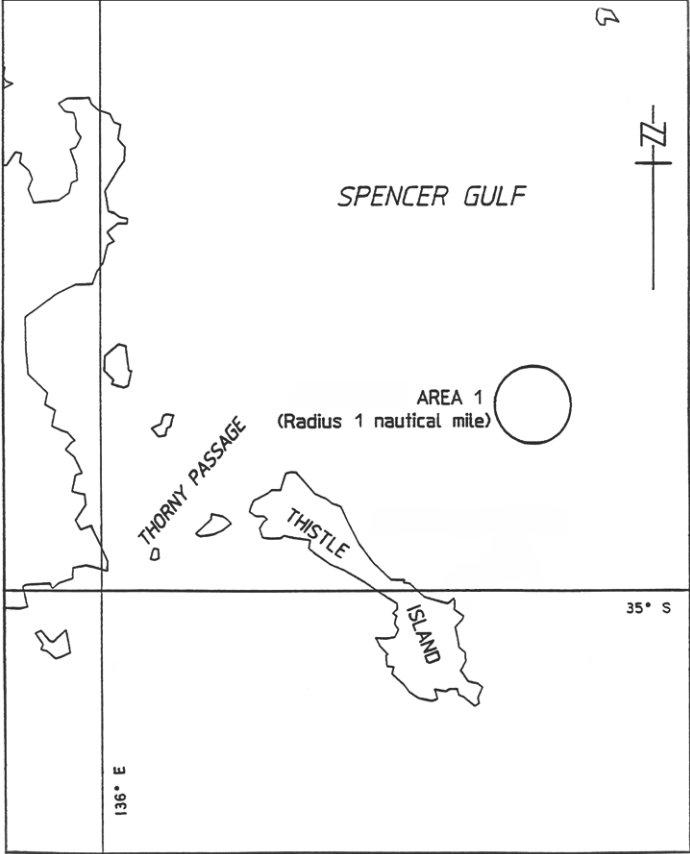 SPENCER GULF
N
AREA 1
(Radius 1 nautical mile)
THORNY PASSAGE
THISTLE
ISLAND
35° S
136° E